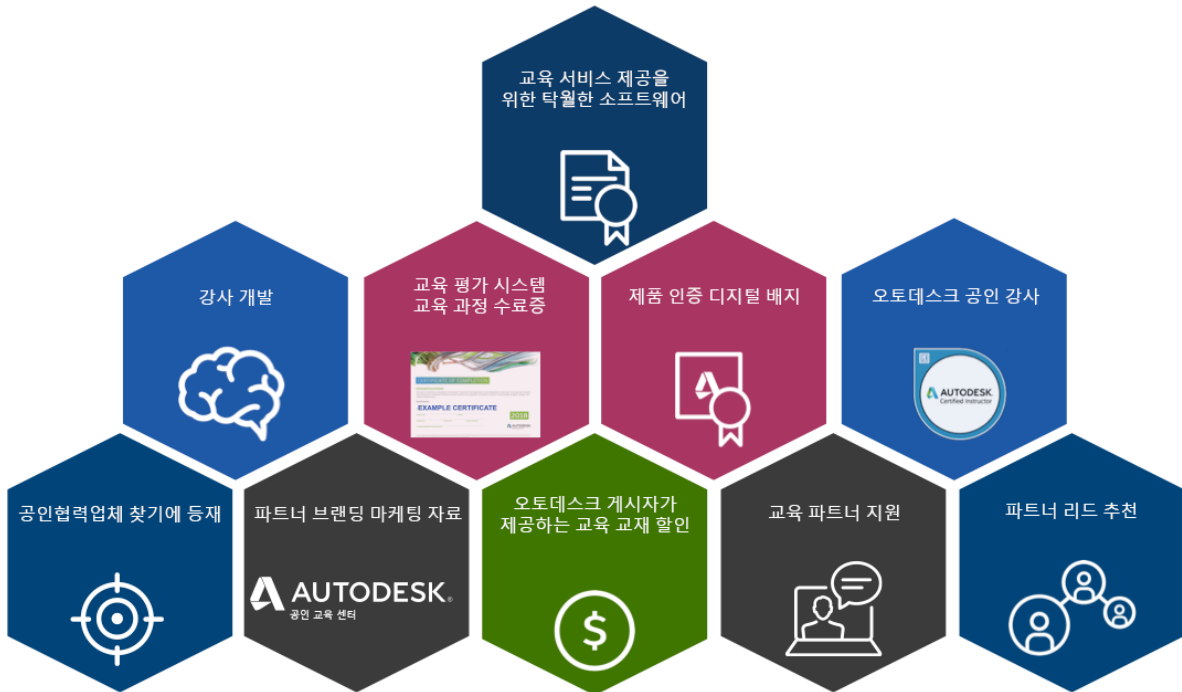 교육 서비스 제공을
위한 탁월한 소프트웨어
강사 개발
교육 평가 시스템
교육 과정 수료증
CERTIFICATE OF COMPLETION
EXAMPLE CERTIFICATE
2018
AUTODESK
제품 인증 디지털 배지
오토데스크 공인 강사
AUTODESK
Certified Instructor
공인협력업체 찾기에 등재
파트너 브랜딩 마케팅 자료
AUTODESK®
공인 교육 센터
오토데스크 게시자가
제공하는 교육 교재 할인
$
교육 파트너 지원
파트너 리드 추천